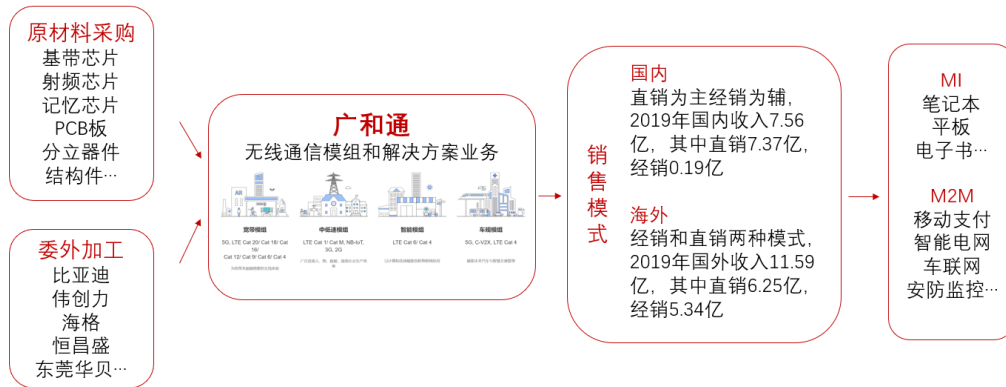 原材料采购
基带芯片
射频芯片
记忆芯片
PCB板
分立器件
结构件…
委外加工
比亚迪
伟创力
海格
恒昌盛
东莞华贝…
广和通
无线通信模组和解决方案业务
宽带模组
5G, LTE Cat 20/ Cat 18/ Cat
16/
Cat 12/ Cat 9/ Cat 6/ Cat 4
中低速模组
LTE Cat 1/ Cat M, NB-IoT,
3G, 2G
智能模组
LTE Cat 6/ Cat 4
车规模组
5G, C-V2X, LTE Cat 4
销售模式
国内
直销为主经销为辅，
2019年国内收入7.56
亿，其中直销7.37亿，
经销0.19亿
海外
经销和直销两种模式，
2019年国外收入11.59
亿，其中直销6.25亿，
经销5.34亿
MI
笔记本
平板
电子书…
M2M
移动支付
智能电网
车联网
安防监控…